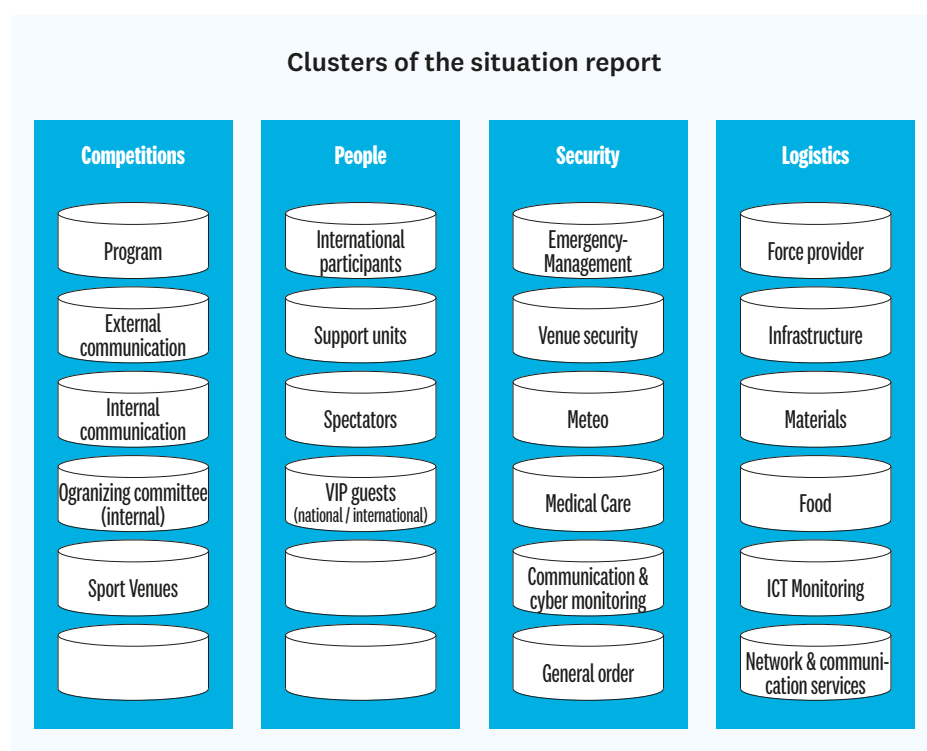 Clusters of the situation report
Competitions
Program
External
communication
Internal
communication
Ogranizing committee
(internal)
Sport Venues
People
International
participants
Support units
Spectators
VIP guests
(national / international)
Security
Emergency-
Management
Venue security
Meteo
Medical Care
Communication &
cyber monitoring
General order
Logistics
Force provider
Infrastructure
Materials
Food
ICT Monitoring
Network & communi-
cation services